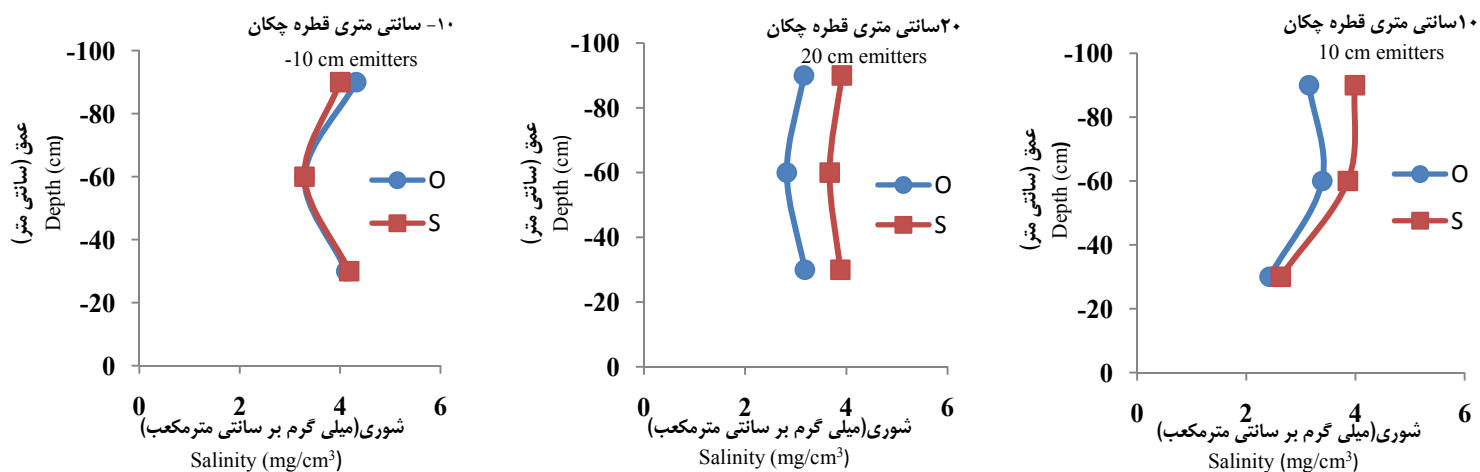 ۱۰- سانتی متری قطره چکان
-10 cm emitters
-100
-80
-60
-40
-20
0
0 2 4 6
عمق (سانتی متر)
Depth (cm)
O
S
شوری(میلی گرم بر سانتی مترمکعب)
Salinity (mg/cm³)
۲۰سانتی متری قطره چکان
20 cm emitters
-100
-80
-60
-40
-20
0
0 2 4 6
عمق (سانتی متر)
Depth (cm)
O
S
شوری(میلی گرم بر سانتی مترمکعب)
Salinity (mg/cm³)
۱۰سانتی متری قطره چکان
10 cm emitters
-100
-80
-60
-40
-20
0
0 2 4 6
عمق (سانتی متر)
Depth (cm)
O
S
شوری(میلی گرم بر سانتی مترمکعب)
Salinity (mg/cm³)